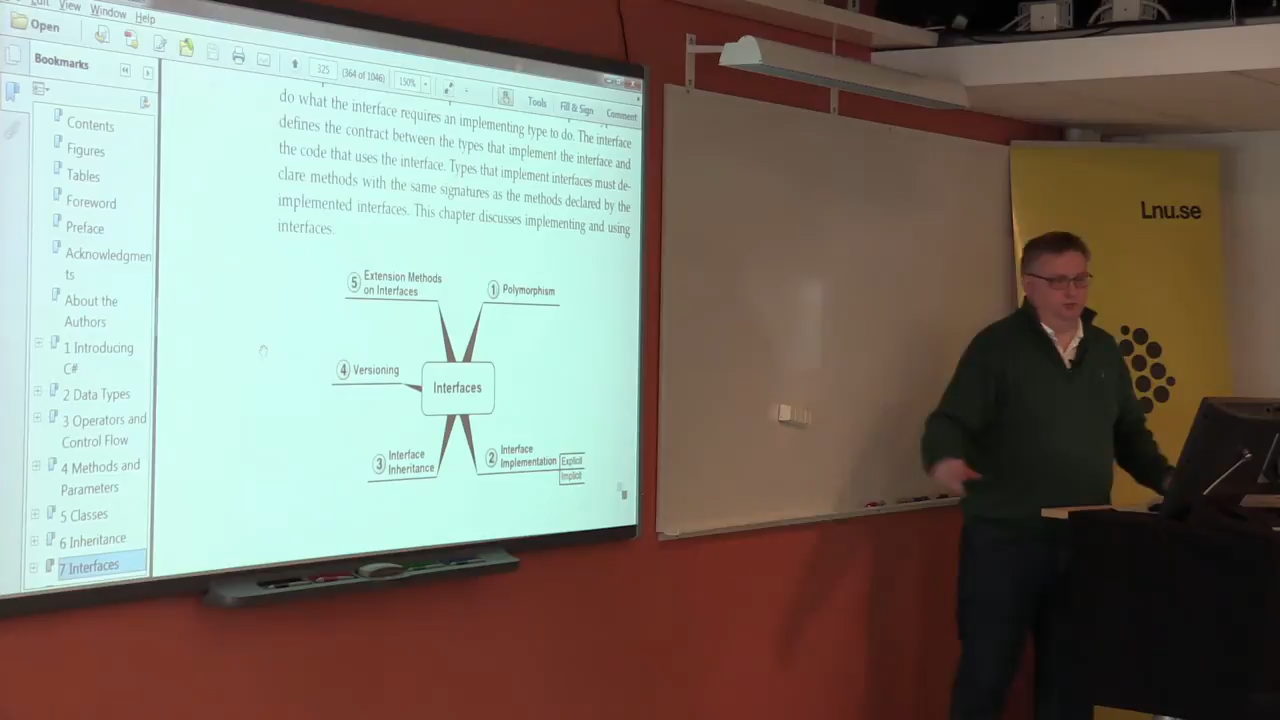 Edit View Window Help
Open
325 (364 of 1046) 150%
Tools Fill & Sign Comment
Bookmarks
Contents
Figures
Tables
Foreword
Preface
Acknowledgmen
ts
About the
Authors
1 Introducing
C#
2 Data Types
3 Operators and
Control Flow
4 Methods and
Parameters
5 Classes
6 Inheritance
7 Interfaces
do what the interface requires an implementing type to do. The interface
defines the contract between the types that implement the interface and
the code that uses the interface. Types that implement interfaces must de-
clare methods with the same signatures as the methods declared by the
implemented interfaces. This chapter discusses implementing and using
interfaces.
5 Extension Methods
on Interfaces
1 Polymorphism
4 Versioning
Interfaces
3 Interface
Inheritance
2 Interface
Implementation
Explicit
Implicit
Lnu.se